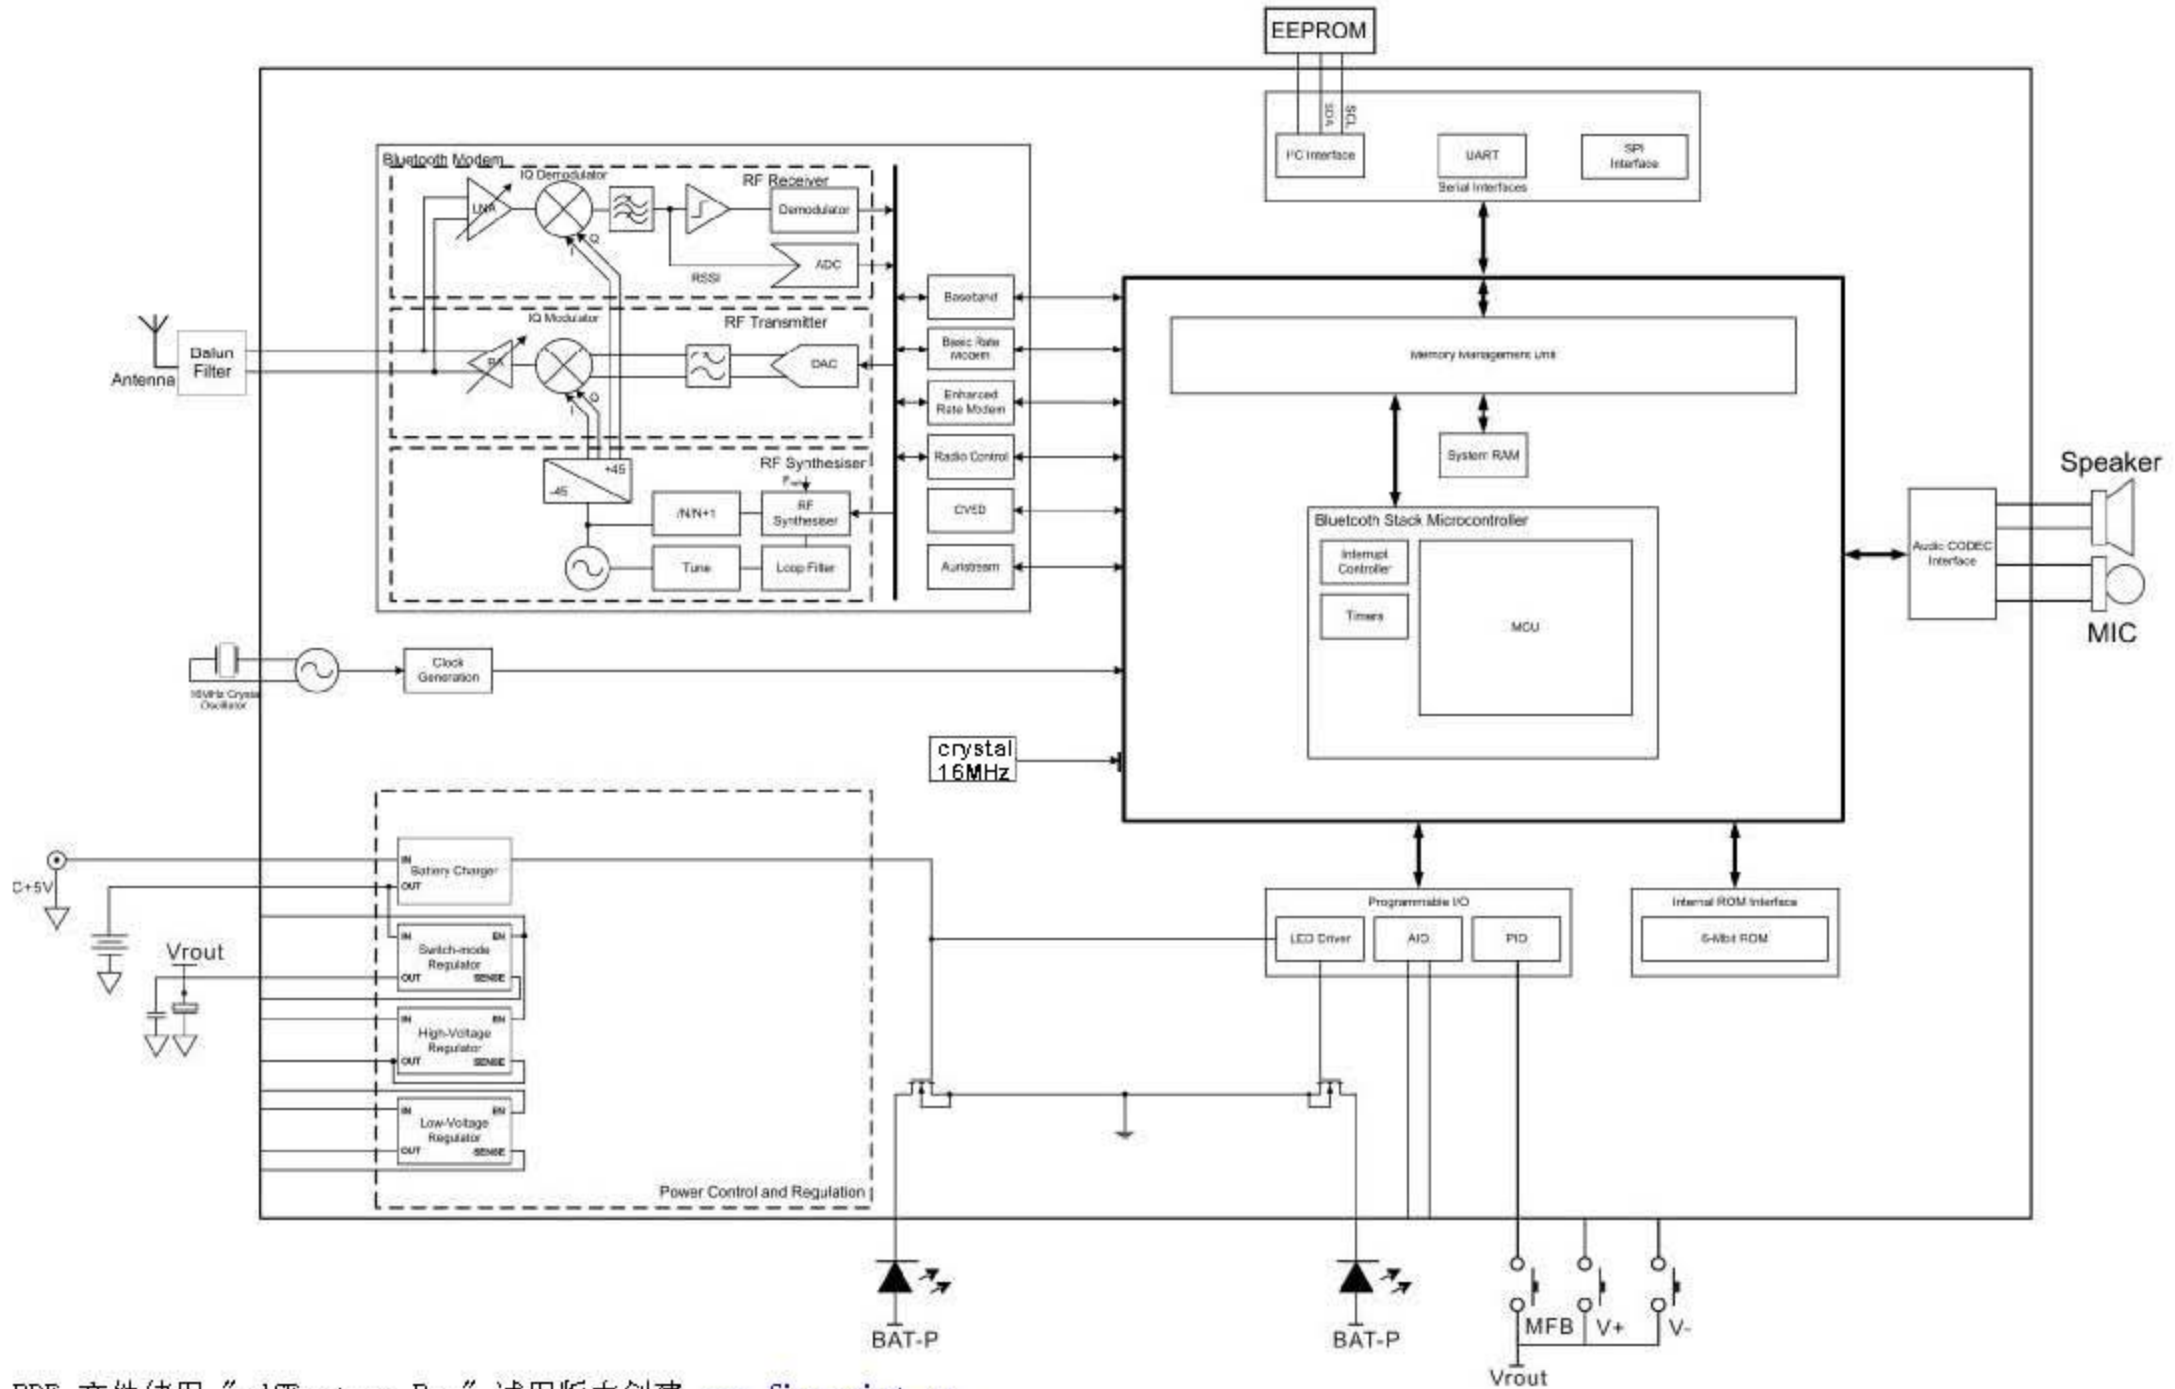 EEPROM
SDA
SCL
I²C Interface
UART
SPI
Interface
Serial Interfaces
Bluetooth Modem
IQ Demodulator
RF Receiver
LNA
Demodulator
I
Q
RSSI
ADC
Baseband
IQ Modulator
RF Transmitter
PA
DAC
I
Q
Basic Rate
Modem
Enhanced
Rate Modem
Radio Control
CVSD
Auristream
Memory Management Unit
System RAM
Antenna
Balun
Filter
+45
-45
RF Synthesiser
/N/N+1
RF
Synthesiser
Tune
Loop Filter
Bluetooth Stack Microcontroller
Interrupt
Controller
Timers
MCU
Speaker
Audio CODEC
Interface
MIC
16MHz Crystal
Oscillator
Clock
Generation
crystal
16MHz
C+5V
IN
Battery Charger
OUT
IN
EN
Switch-mode
Regulator
OUT
SENSE
Vrout
IN
EN
High-Voltage
Regulator
OUT
SENSE
IN
EN
Low-Voltage
Regulator
OUT
SENSE
Power Control and Regulation
Programmable I/O
LED Driver
AIO
PIO
Internal ROM Interface
6-Mbit ROM
BAT-P
BAT-P
MFB
V+
V-
Vrout